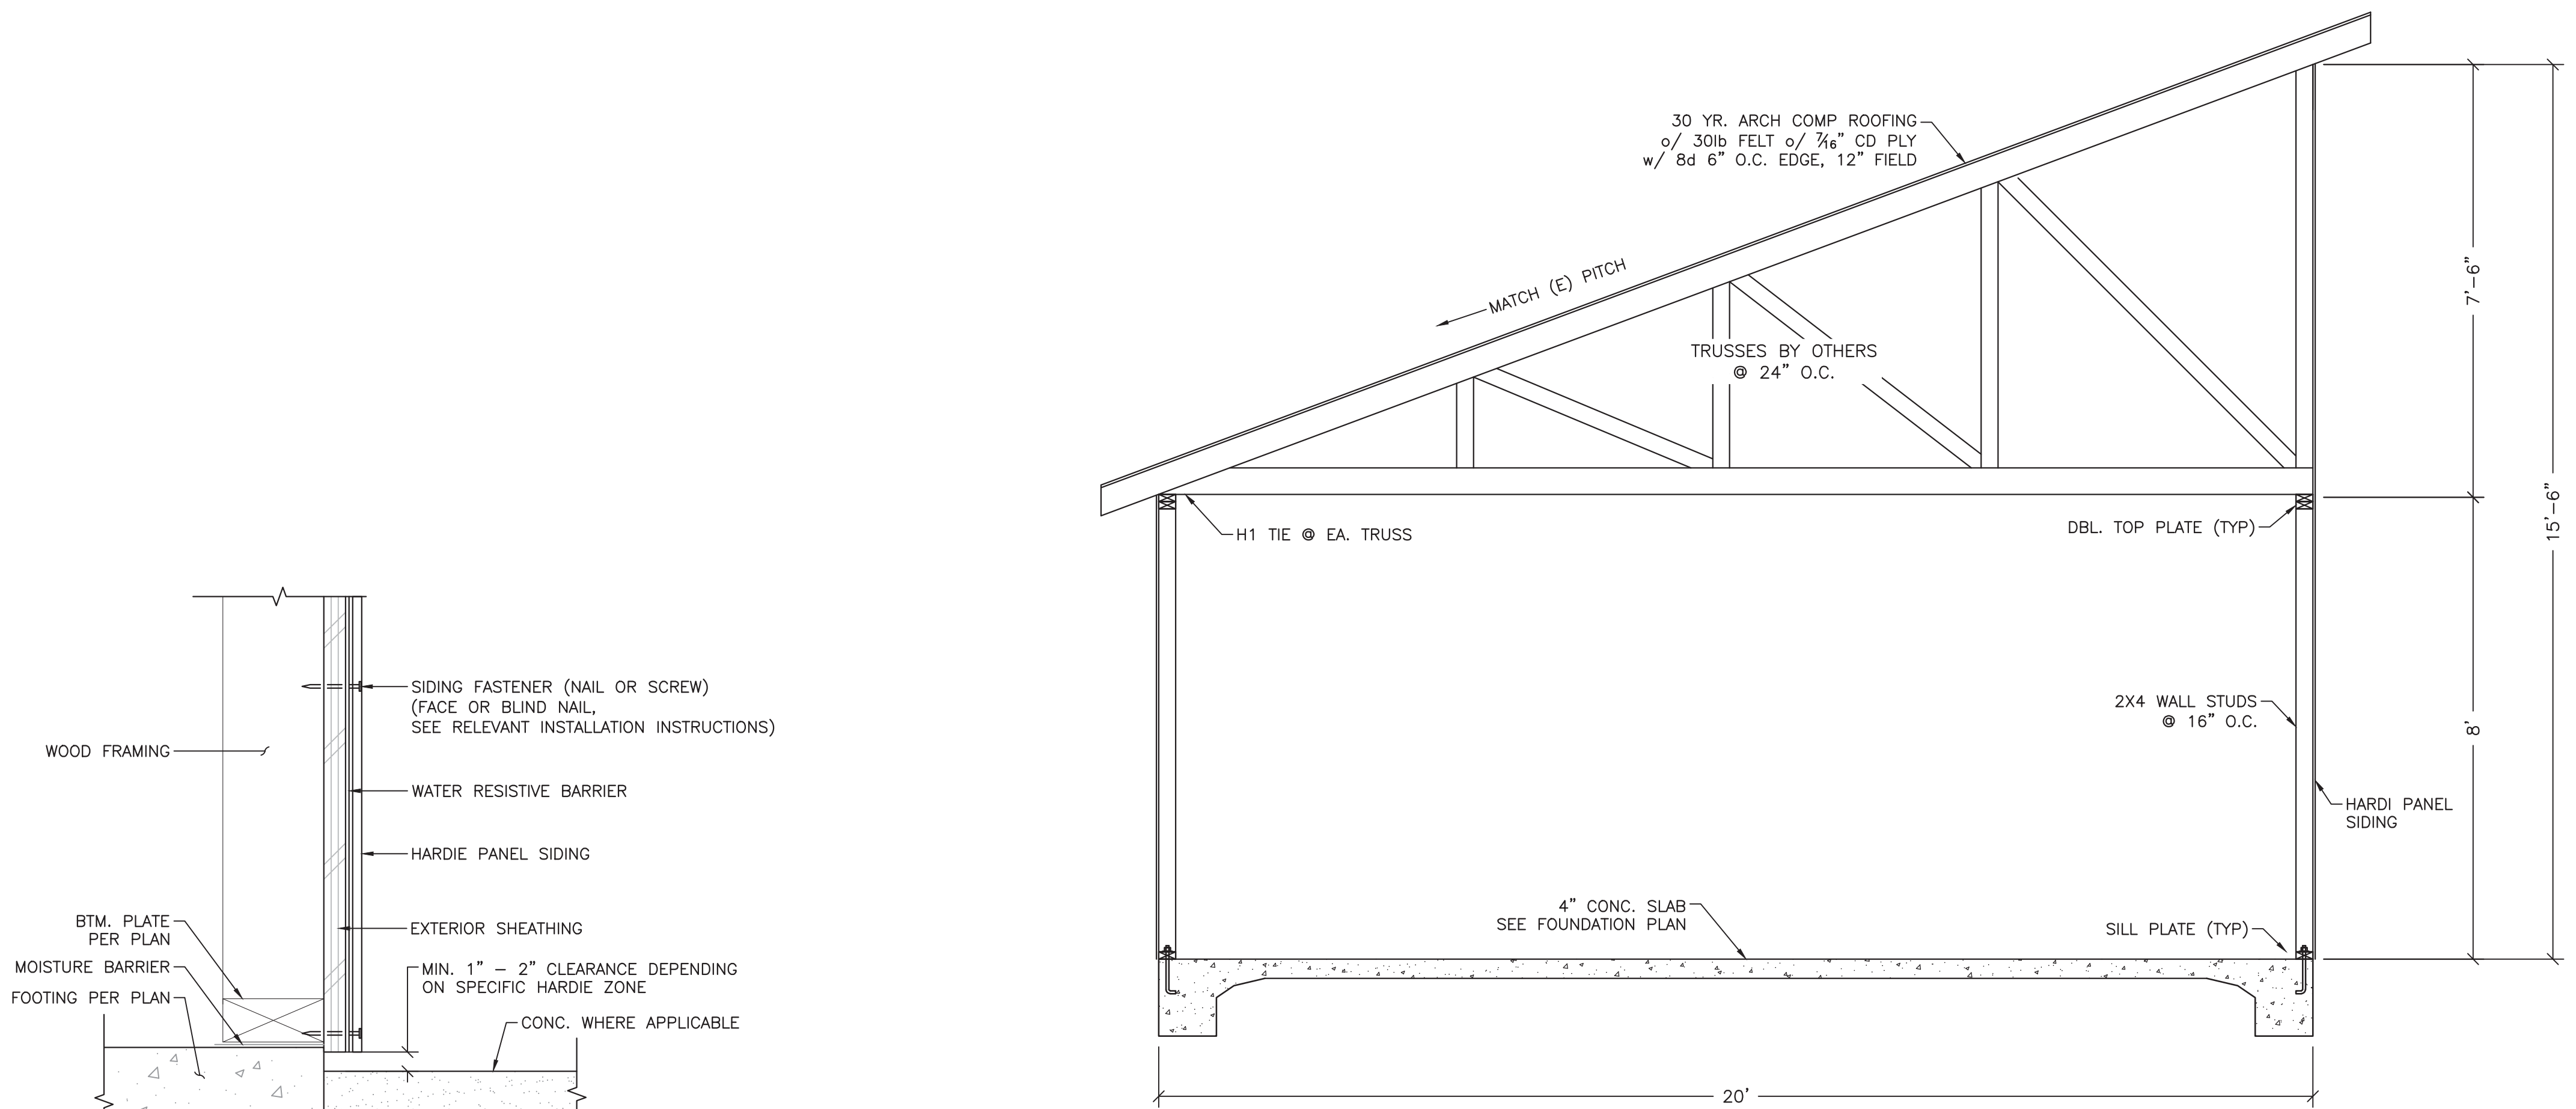 SIDING FASTENER (NAIL OR SCREW)
(FACE OR BLIND NAIL,
SEE RELEVANT INSTALLATION INSTRUCTIONS)
WOOD FRAMING
WATER RESISTIVE BARRIER
HARDIE PANEL SIDING
BTM. PLATE
PER PLAN
EXTERIOR SHEATHING
MOISTURE BARRIER
MIN. 1" – 2" CLEARANCE DEPENDING
ON SPECIFIC HARDIE ZONE
FOOTING PER PLAN
CONC. WHERE APPLICABLE
30 YR. ARCH COMP ROOFING
o/ 30lb FELT o/ 7/16" CD PLY
w/ 8d 6" O.C. EDGE, 12" FIELD
MATCH (E) PITCH
TRUSSES BY OTHERS
@ 24" O.C.
H1 TIE @ EA. TRUSS
DBL. TOP PLATE (TYP)
2X4 WALL STUDS
@ 16" O.C.
HARDI PANEL
SIDING
4" CONC. SLAB
SEE FOUNDATION PLAN
SILL PLATE (TYP)
7'–6"
8'
15'–6"
20'